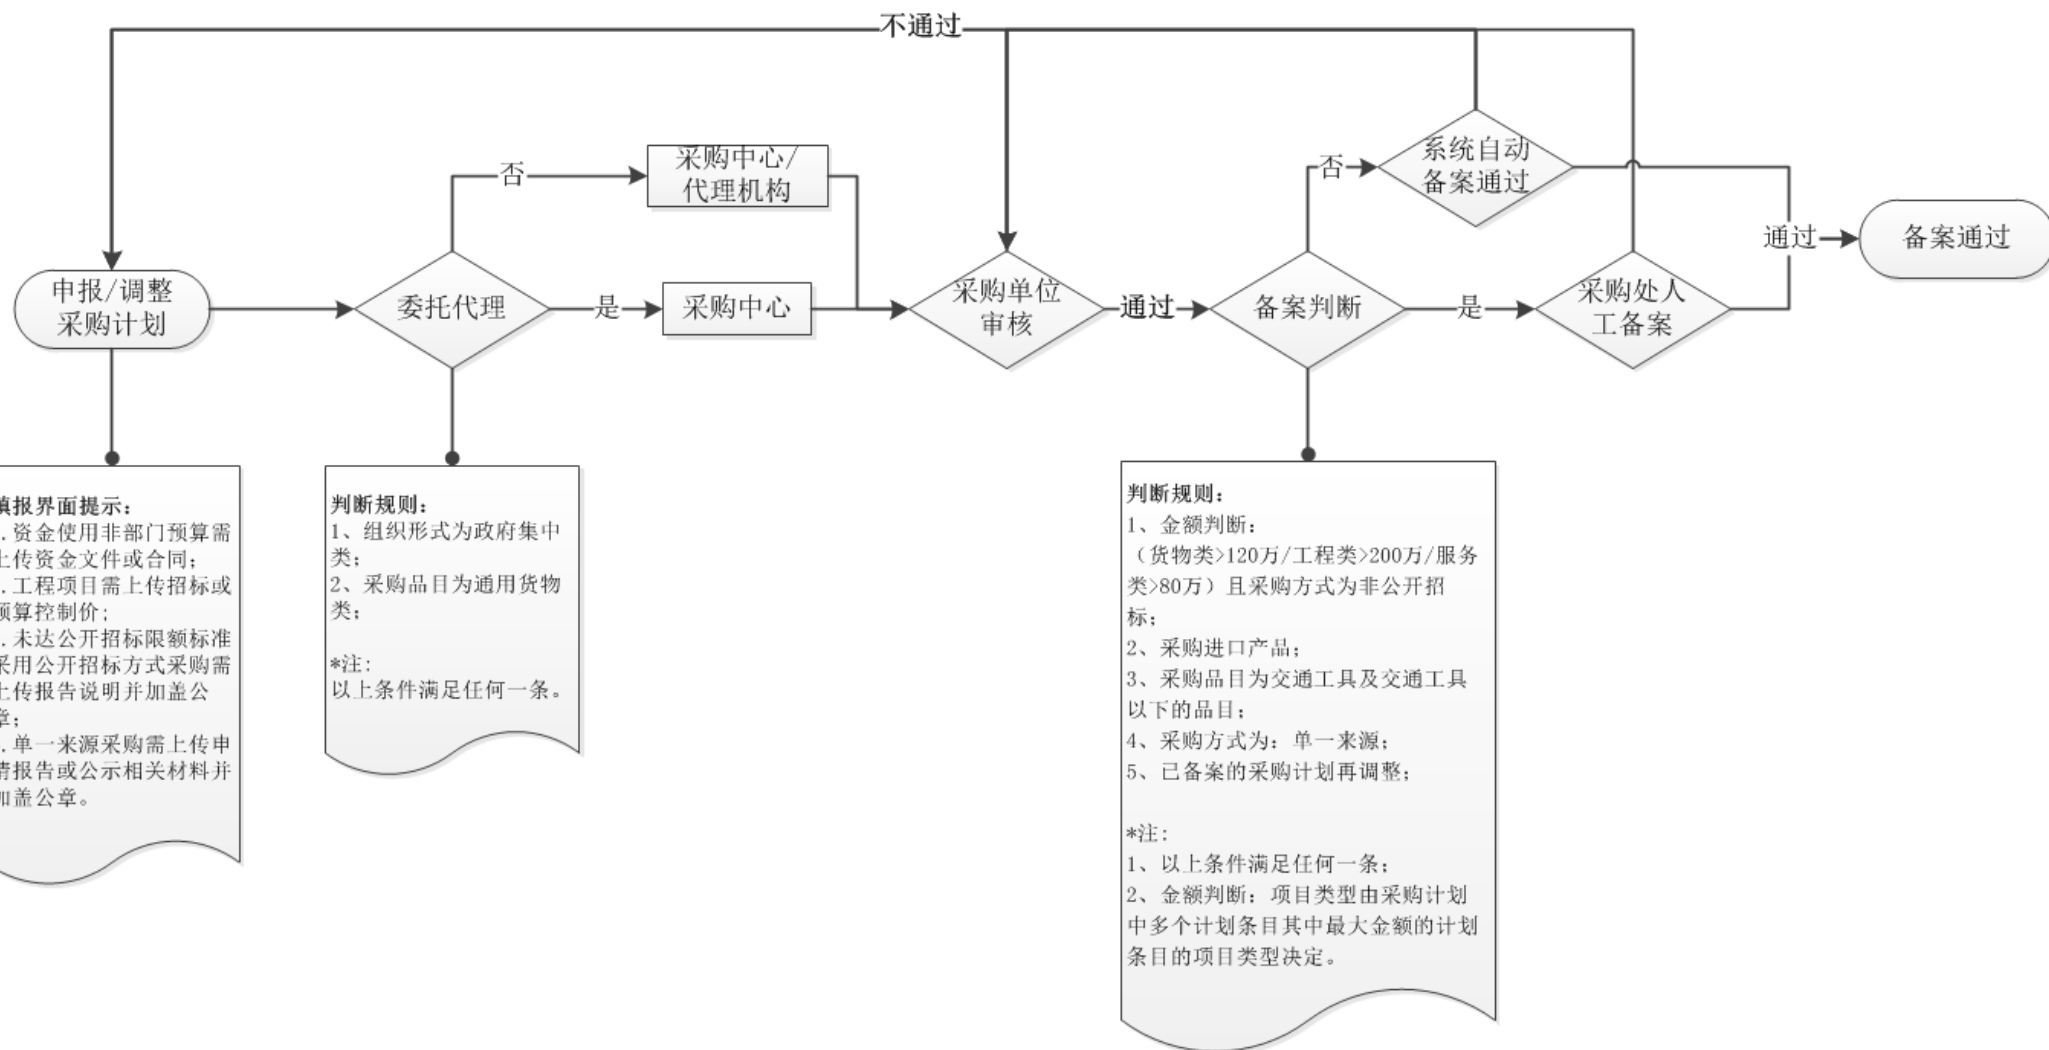 不通过
申报/调整
采购计划
委托代理
否
采购中心/
代理机构
是
采购中心
采购单位
审核
通过
备案判断
否
系统自动
备案通过
是
采购处人
工备案
通过
备案通过
填报界面提示：
.资金使用非部门预算需
上传资金文件或合同；
.工程项目需上传招标或
预算控制价；
.未达公开招标限额标准
采用公开招标方式采购需
上传报告说明并加盖公
章；
.单一来源采购需上传申
请报告或公示相关材料并
加盖公章。
判断规则：
1、组织形式为政府集中
类；
2、采购品目为通用货物
类；
*注：
以上条件满足任何一条。
判断规则：
1、金额判断：
（货物类>120万/工程类>200万/服务
类>80万）且采购方式为非公开招
标；
2、采购进口产品；
3、采购品目为交通工具及交通工具
以下的品目；
4、采购方式为：单一来源；
5、已备案的采购计划再调整；
*注：
1、以上条件满足任何一条；
2、金额判断：项目类型由采购计划
中多个计划条目其中最大金额的计划
条目的项目类型决定。